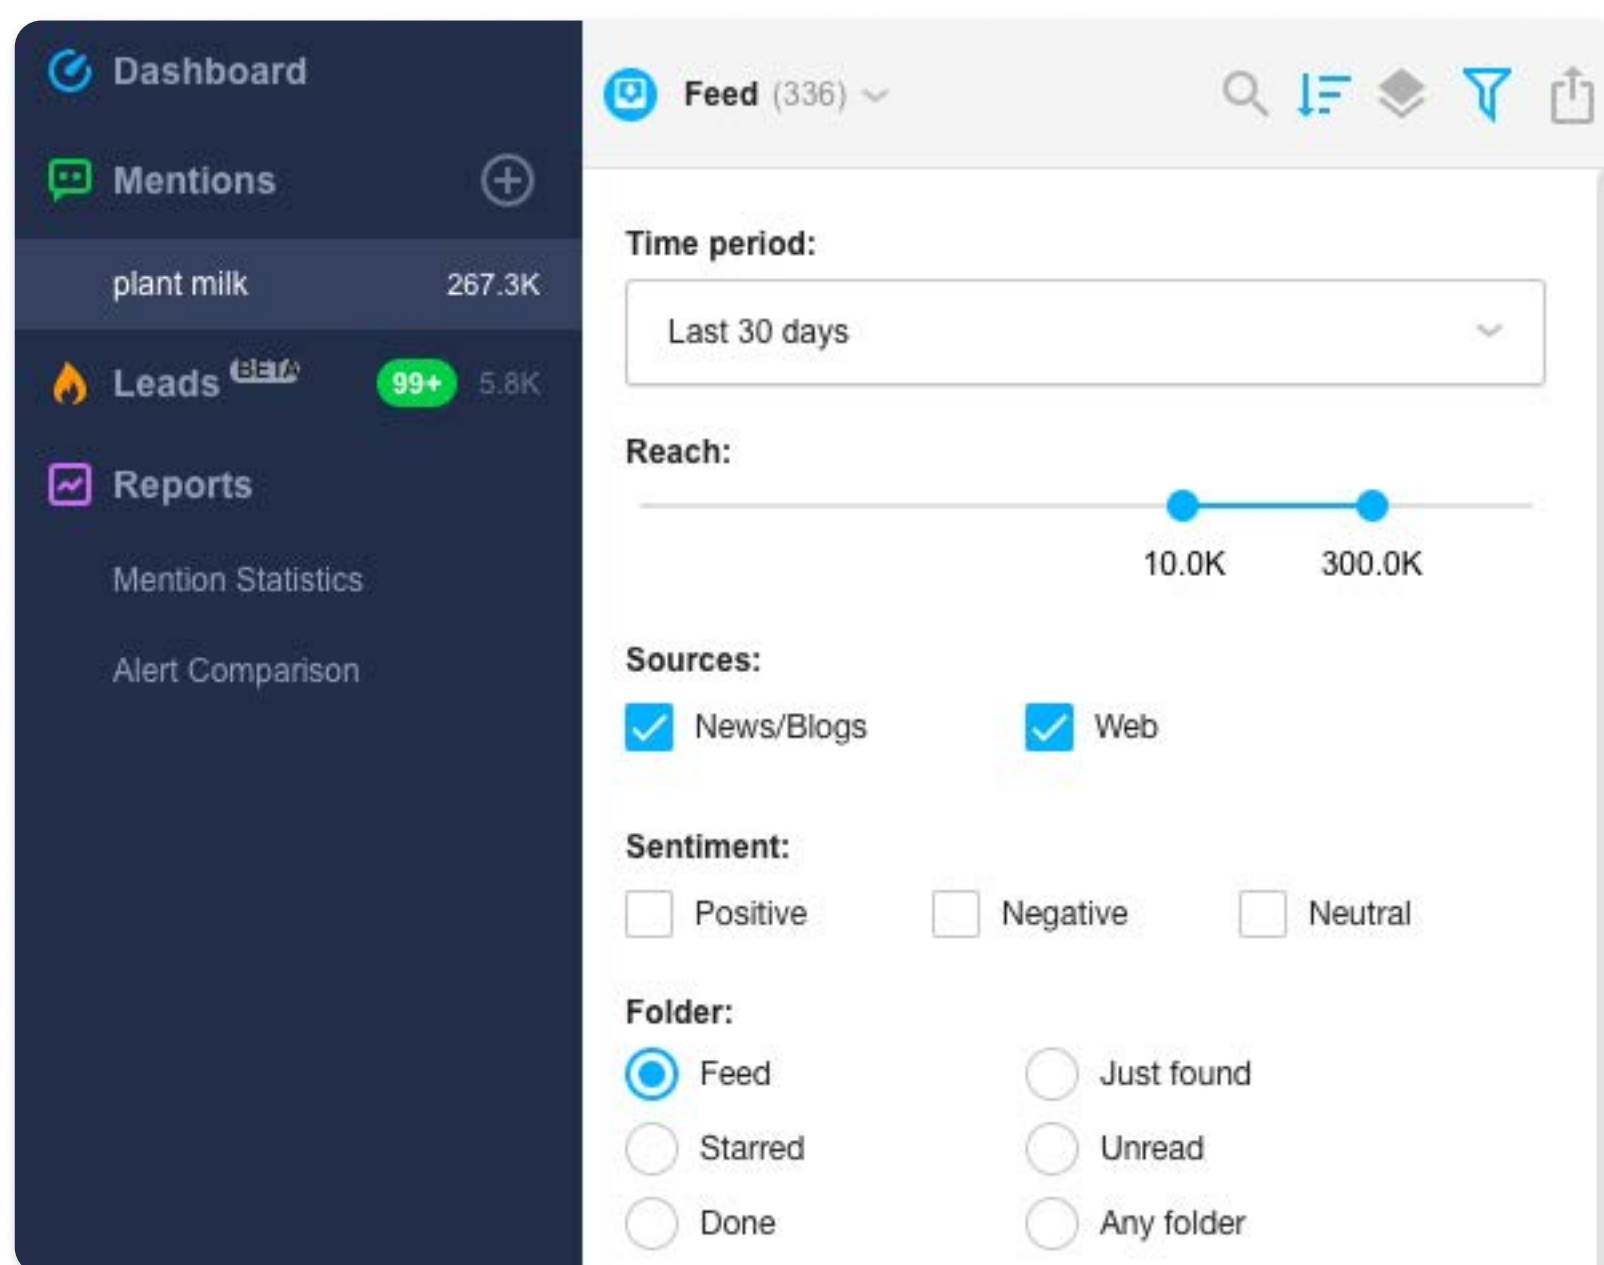 Dashboard
Mentions
plant milk 267.3K
Leads BETA 99+ 5.8K
Reports
Mention Statistics
Alert Comparison
Feed (336)
Time period:
Last 30 days
Reach:
10.0K 300.0K
Sources:
News/Blogs Web
Sentiment:
Positive Negative Neutral
Folder:
Feed Just found
Starred Unread
Done Any folder